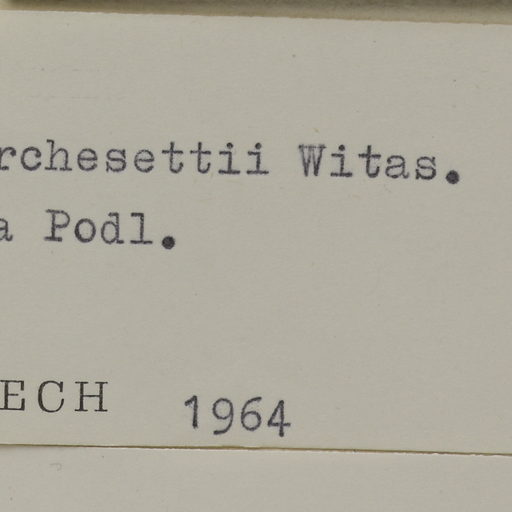 rchesettii Witas.
a Podl.
ECH 1964